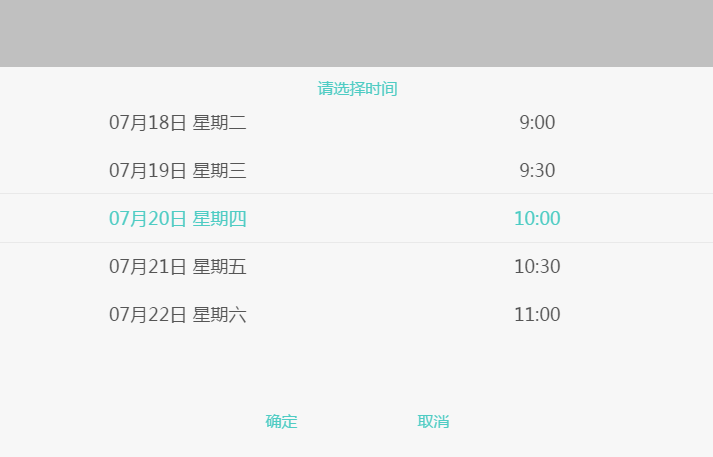 请选择时间
07月18日 星期二 9:00
07月19日 星期三 9:30
07月20日 星期四 10:00
07月21日 星期五 10:30
07月22日 星期六 11:00
确定 取消